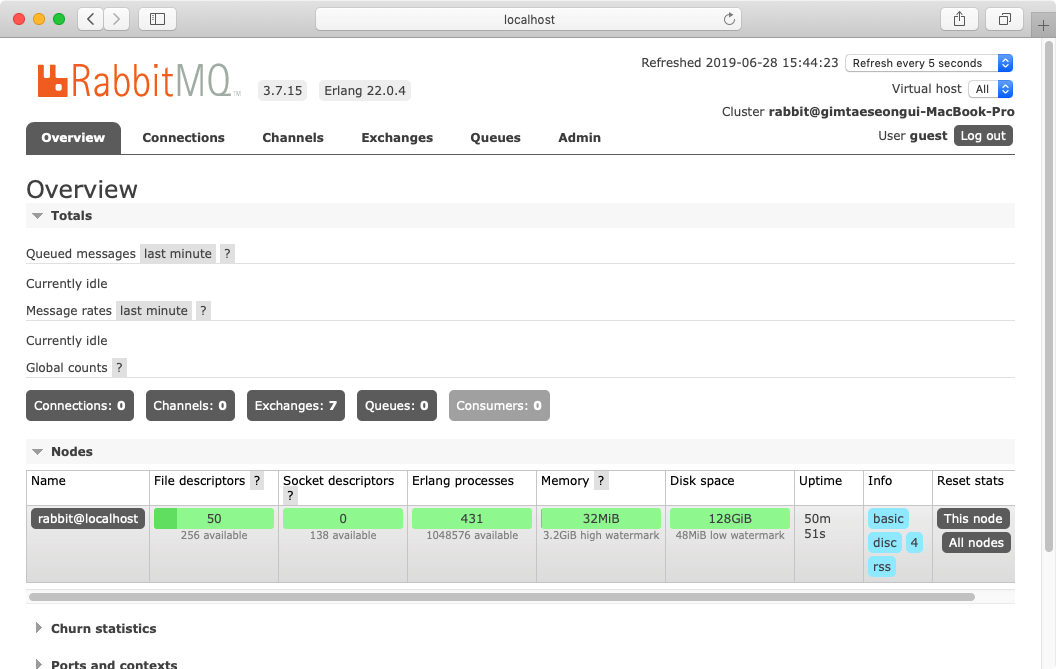 localhost
RabbitMQ TM 3.7.15 Erlang 22.0.4
Refreshed 2019-06-28 15:44:23 Refresh every 5 seconds
Virtual host All
Cluster rabbit@gimtaeseongui-MacBook-Pro
User guest Log out
Overview Connections Channels Exchanges Queues Admin
Overview
Totals
Queued messages last minute ?
Currently idle
Message rates last minute ?
Currently idle
Global counts ?
Connections: 0 Channels: 0 Exchanges: 7 Queues: 0 Consumers: 0
Nodes
Name File descriptors ? Socket descriptors ? Erlang processes Memory ? Disk space Uptime Info Reset stats
rabbit@localhost 50 0 431 32MiB 128GiB 50m 51s basic This node
256 available 138 available 1048576 available 3.2GiB high watermark 48MiB low watermark disc 4 All nodes
rss
Churn statistics
Ports and contexts